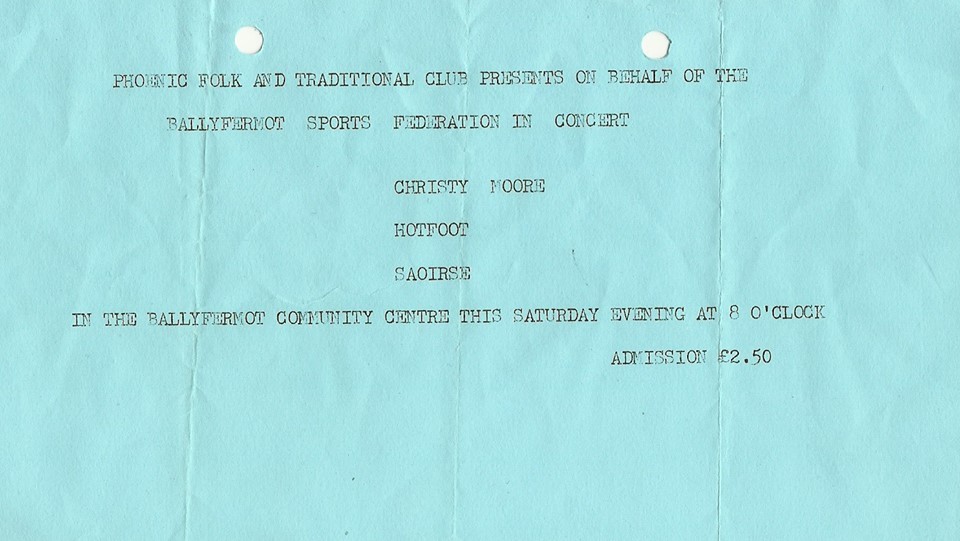 PHOENIC FOLK AND TRADITIONAL CLUB PRESENTS ON BEHALF OF THE
BALLYFERMOT SPORTS FEDERATION IN CONCERT
CHRISTY MOORE
HOTFOOT
SAOIRSE
IN THE BALLYFERMOT COMMUNITY CENTRE THIS SATURDAY EVENING AT 8 O'CLOCK
ADMISSION £2.50